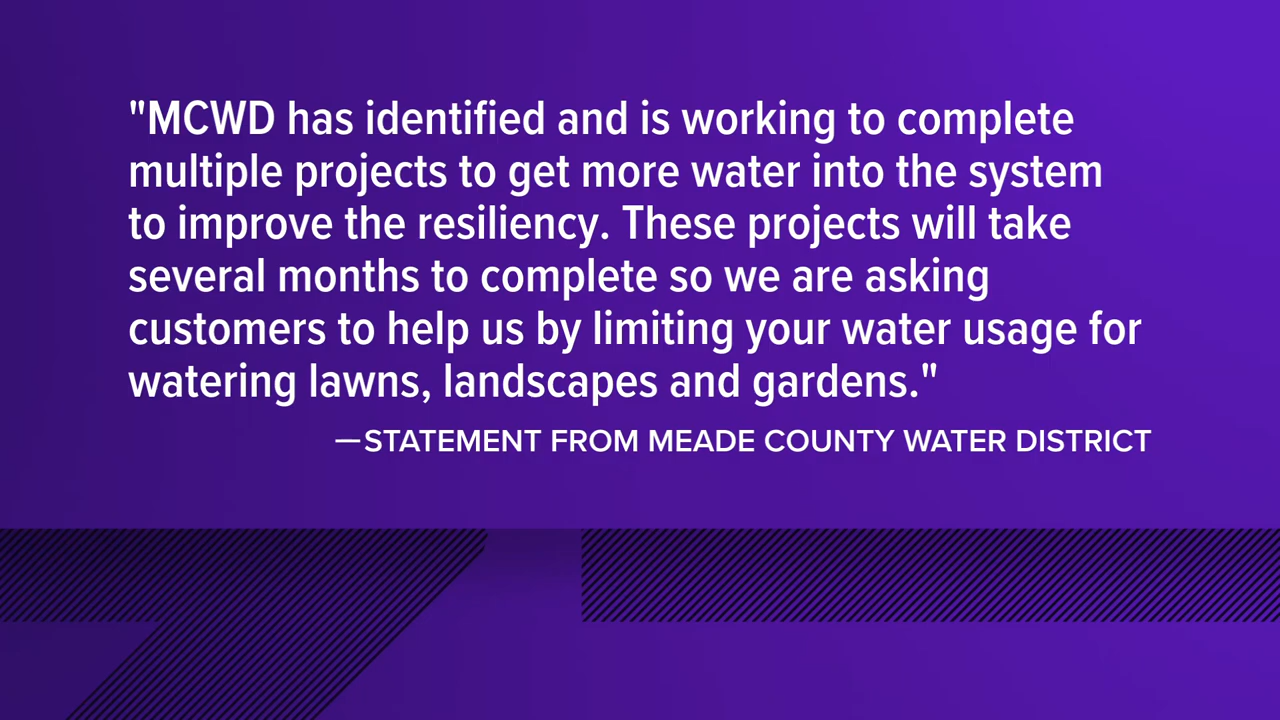 "MCWD has identified and is working to complete
multiple projects to get more water into the system
to improve the resiliency. These projects will take
several months to complete so we are asking
customers to help us by limiting your water usage for
watering lawns, landscapes and gardens."
—STATEMENT FROM MEADE COUNTY WATER DISTRICT